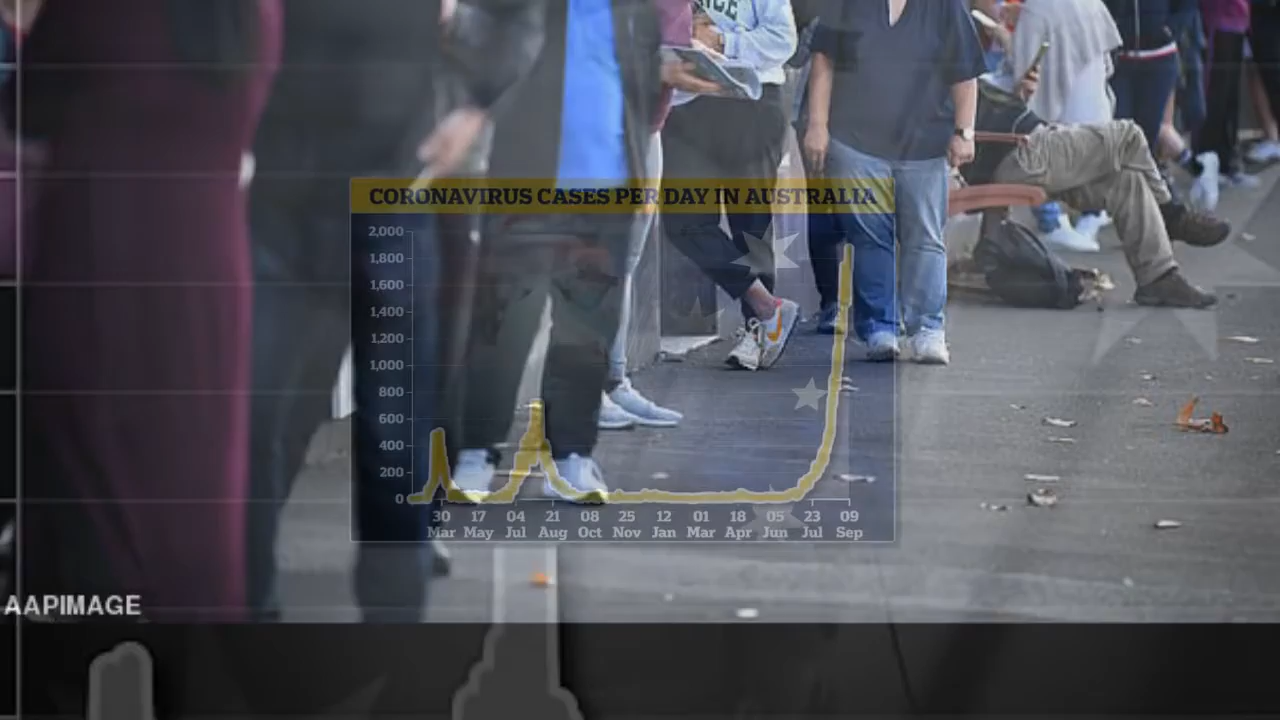 CORONAVIRUS CASES PER DAY IN AUSTRALIA
2,000
1,800
1,600
1,400
1,200
1,000
800
600
400
200
0
30 17 04 21 08 25 12 01 18 05 23 09
Mar May Jul Aug Oct Nov Jan Mar Apr Jun Jul Sep
AAPIMAGE